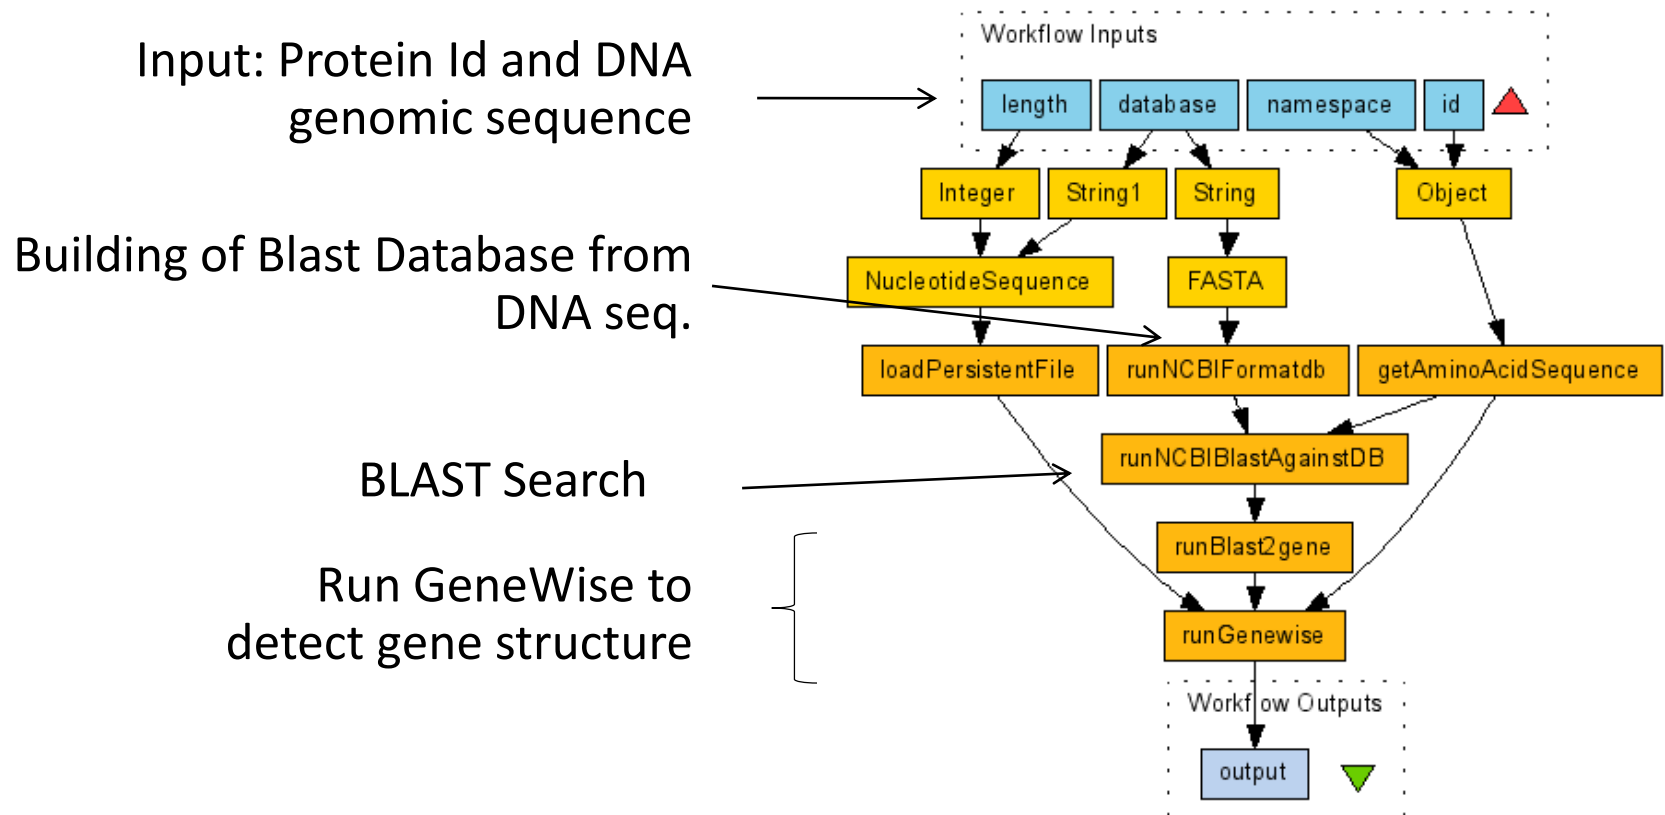 Input: Protein Id and DNA
genomic sequence
Building of Blast Database from
DNA seq.
BLAST Search
Run GeneWise to
detect gene structure
Workflow Inputs
length database namespace id
Integer String1 String Object
NucleotideSequence FASTA
loadPersistentFile runNCBIFormatdb getAminoAcidSequence
runNCBIBlastAgainstDB
runBlast2gene
runGenewise
Workflow Outputs
output